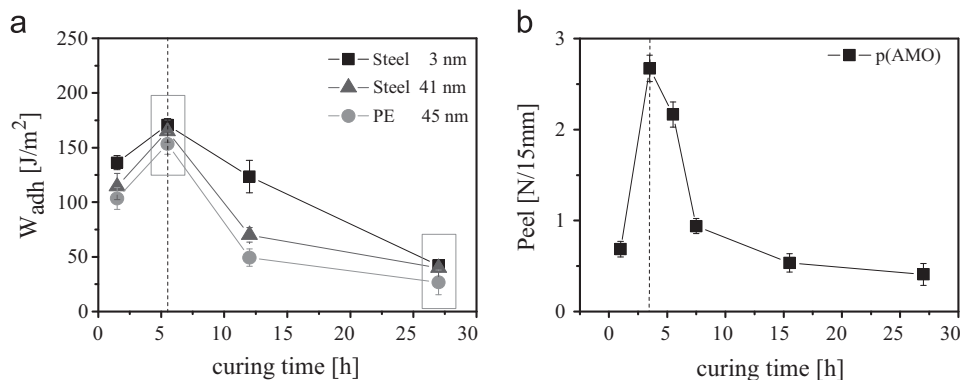 a
250
200
150
100
50
0
W_adh [J/m²]
Steel 3 nm
Steel 41 nm
PE 45 nm
0 5 10 15 20 25 30
curing time [h]
b
3
2
1
0
Peel [N/15mm]
p(AMO)
0 5 10 15 20 25 30
curing time [h]